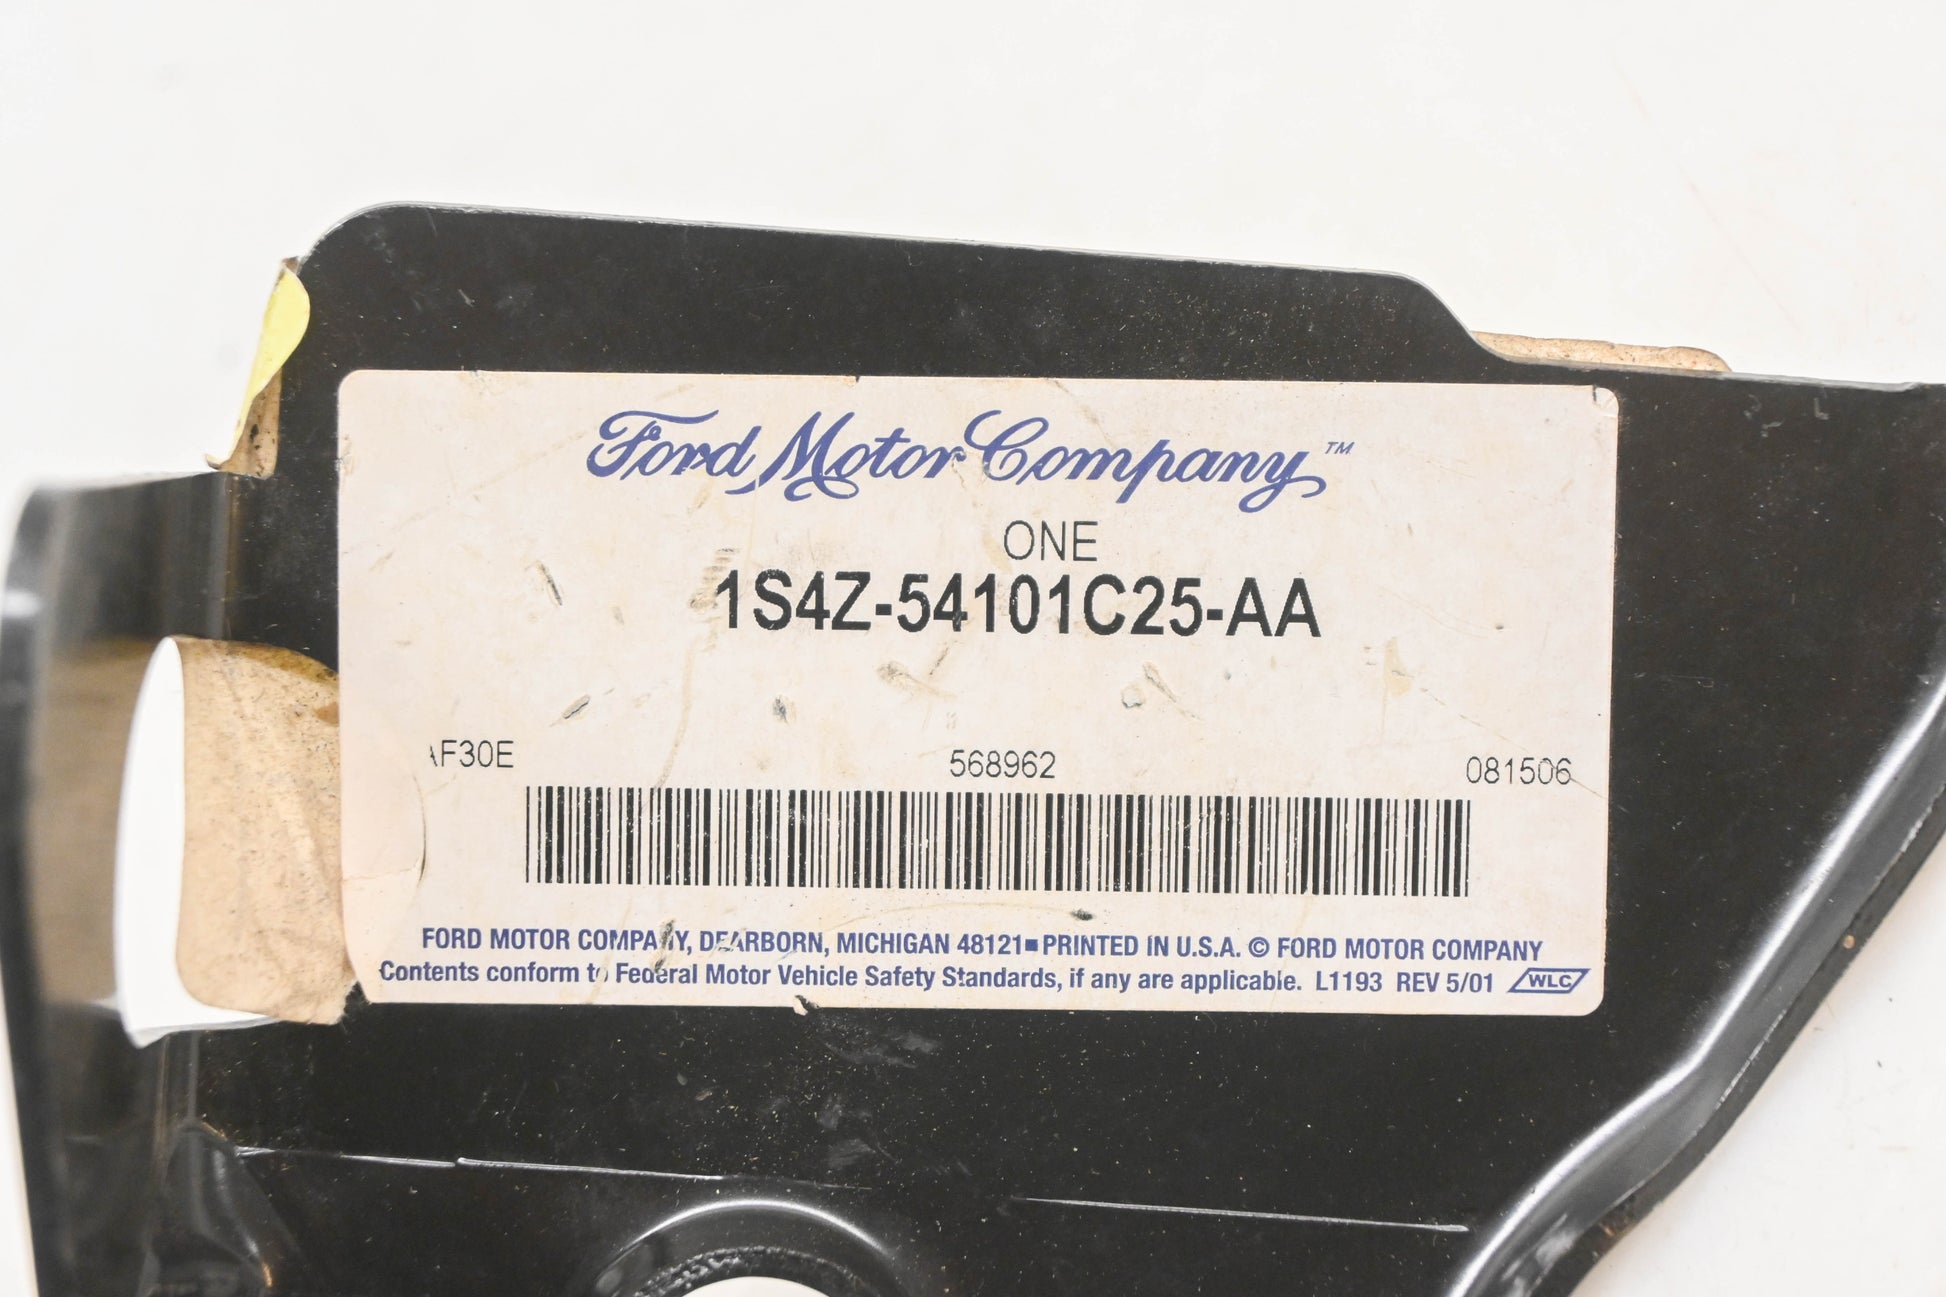 Ford Motor Company™
ONE
1S4Z-54101C25-AA
AF30E 568962 081506
FORD MOTOR COMPANY, DEARBORN, MICHIGAN 48121■PRINTED IN U.S.A. © FORD MOTOR COMPANY
Contents conform to Federal Motor Vehicle Safety Standards, if any are applicable. L1193 REV 5/01 WLC